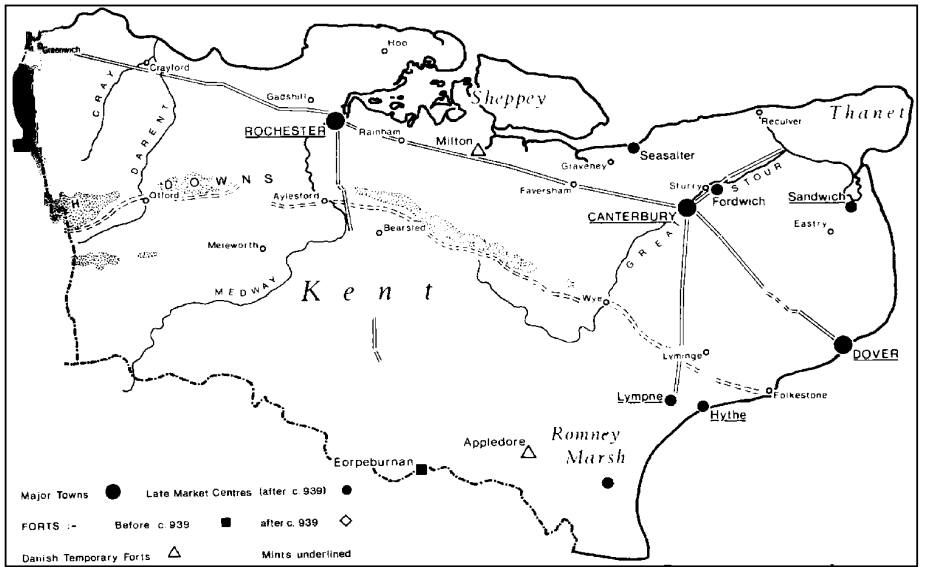 Greenwich
Hoo
Crayford
CRAY
DARENT
Gadshill
Sheppey
Thanet
Reculver
ROCHESTER
Rainham
Milton
Seasalter
Graveney
DOWNS
H
Otford
Aylesford
Faversham
Sturry
STOUR
Fordwich
Sandwich
CANTERBURY
Eastry
Bearsted
Mereworth
GREAT
MEDWAY
Kent
Wye
Lyminge
DOVER
Folkestone
Lympne
Hythe
Romney
Marsh
Appledore
Eorpeburnan
Major Towns Late Market Centres (after c. 939)
FORTS :- Before c. 939 after c. 939
Danish Temporary Forts Mints underlined